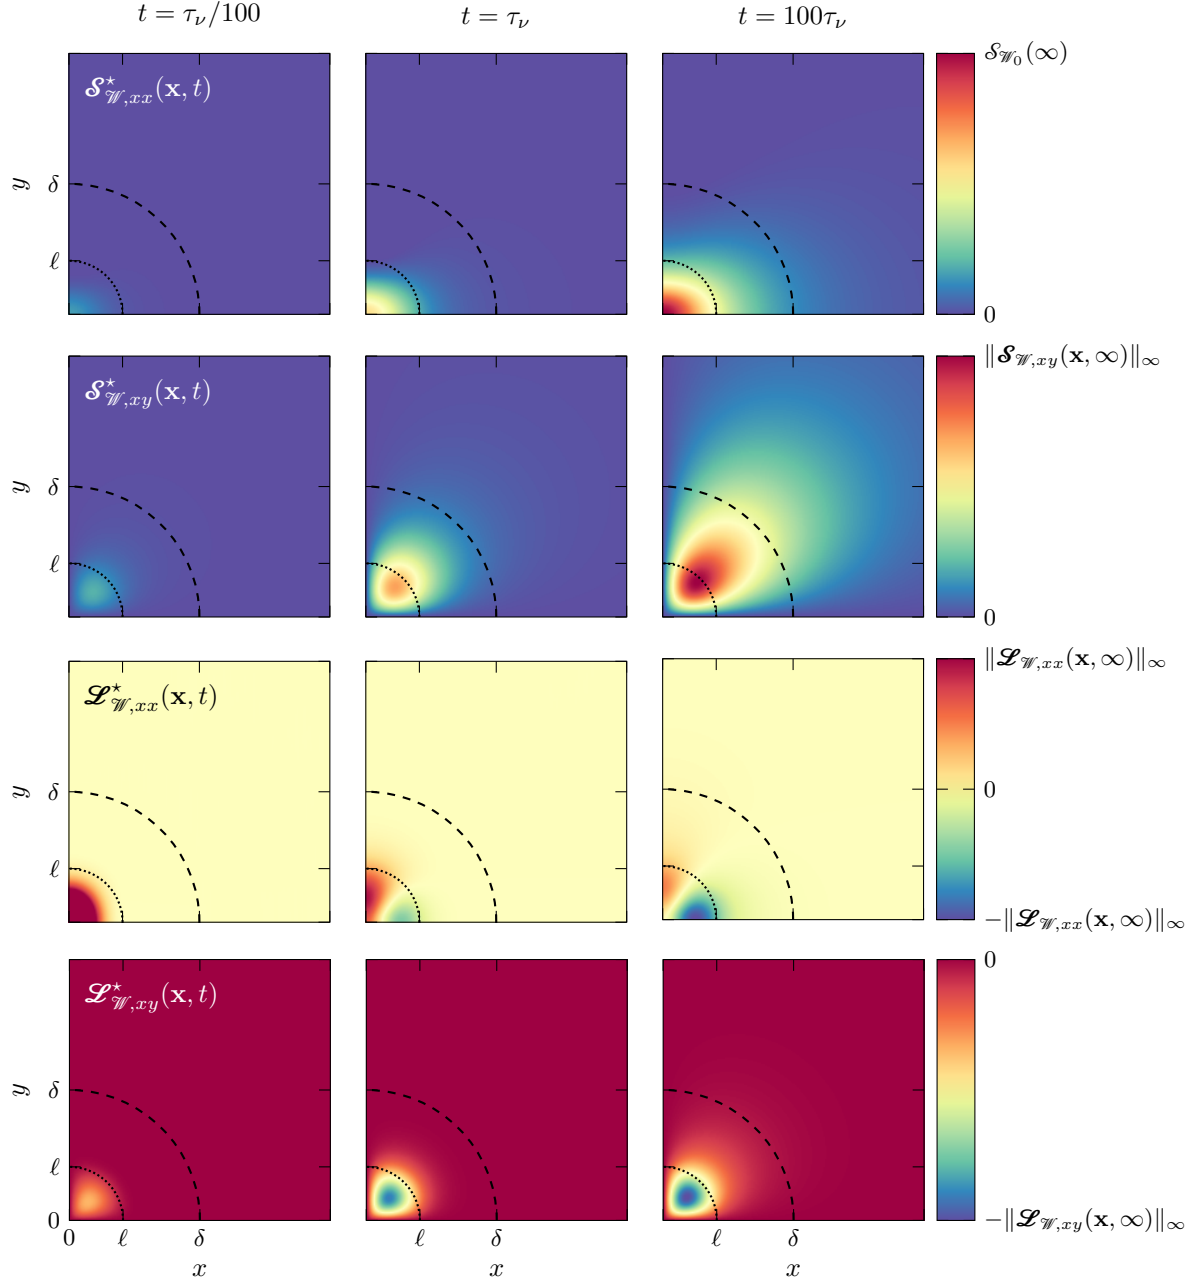 t = τ_ν/100 t = τ_ν t = 100τ_ν
𝓢*_{𝒲,xx}(x, t)
S_{𝒲₀}(∞)
y
δ
ℓ
0
𝓢*_{𝒲,xy}(x, t)
‖𝓢_{𝒲,xy}(x, ∞)‖_∞
y
δ
ℓ
0
𝓛*_{𝒲,xx}(x, t)
‖𝓛_{𝒲,xx}(x, ∞)‖_∞
y
δ
0
ℓ
−‖𝓛_{𝒲,xx}(x, ∞)‖_∞
𝓛*_{𝒲,xy}(x, t)
0
y
δ
ℓ
0
−‖𝓛_{𝒲,xy}(x, ∞)‖_∞
0 ℓ δ ℓ δ ℓ δ
x x x